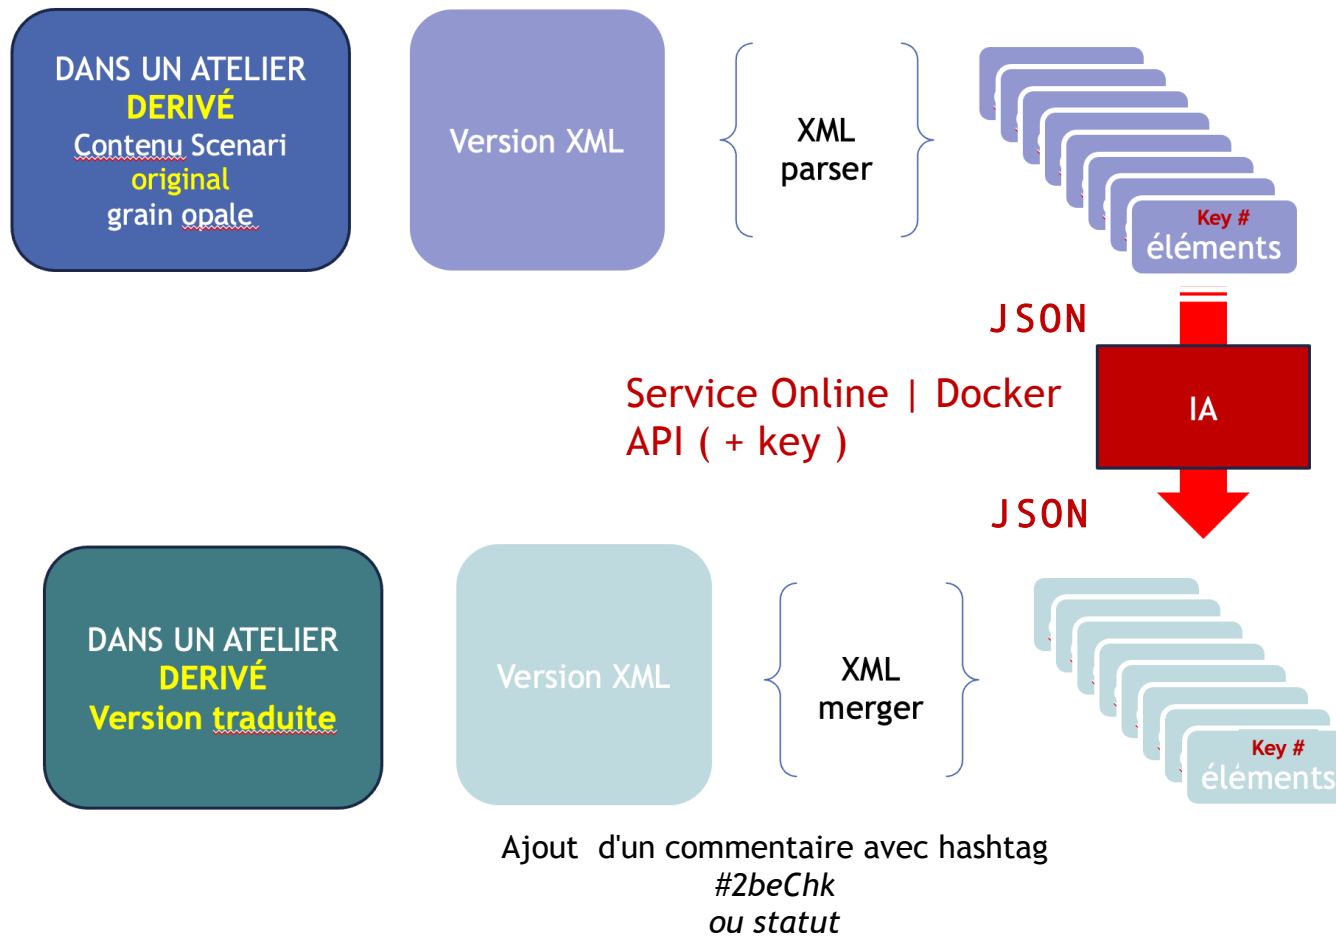 DANS UN ATELIER
DERIVÉ
Contenu Scenari
original
grain opale
Version XML
XML
parser
Key #
éléments
JSON
Service Online | Docker
API ( + key )
IA
JSON
DANS UN ATELIER
DERIVÉ
Version traduite
Version XML
XML
merger
Key #
éléments
Ajout d'un commentaire avec hashtag
#2beChk
ou statut